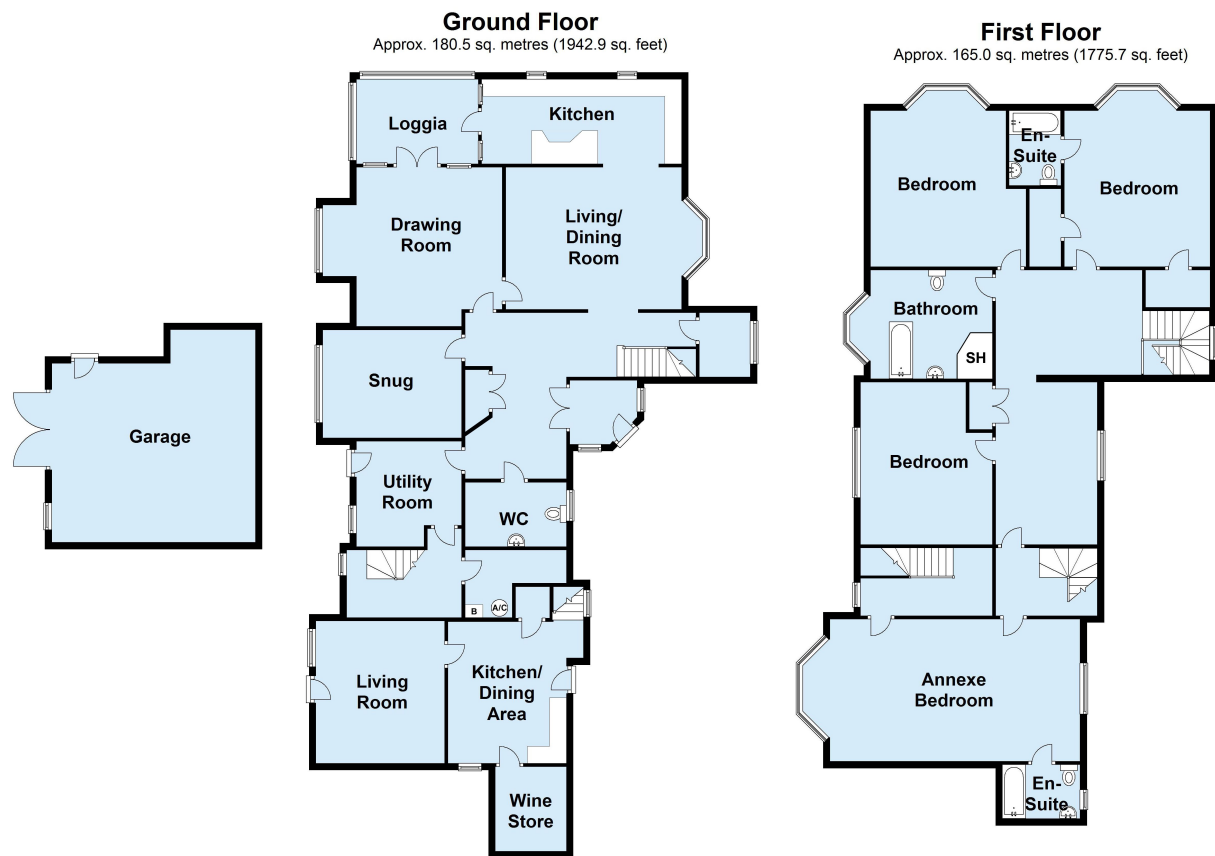 Ground Floor
Approx. 180.5 sq. metres (1942.9 sq. feet)
Loggia
Kitchen
Drawing
Room
Living/
Dining
Room
Snug
Garage
Utility
Room
WC
B
A/C
Living
Room
Kitchen/
Dining
Area
Wine
Store
First Floor
Approx. 165.0 sq. metres (1775.7 sq. feet)
En-
Suite
Bedroom
Bedroom
Bathroom
SH
Bedroom
Annexe
Bedroom
En-
Suite